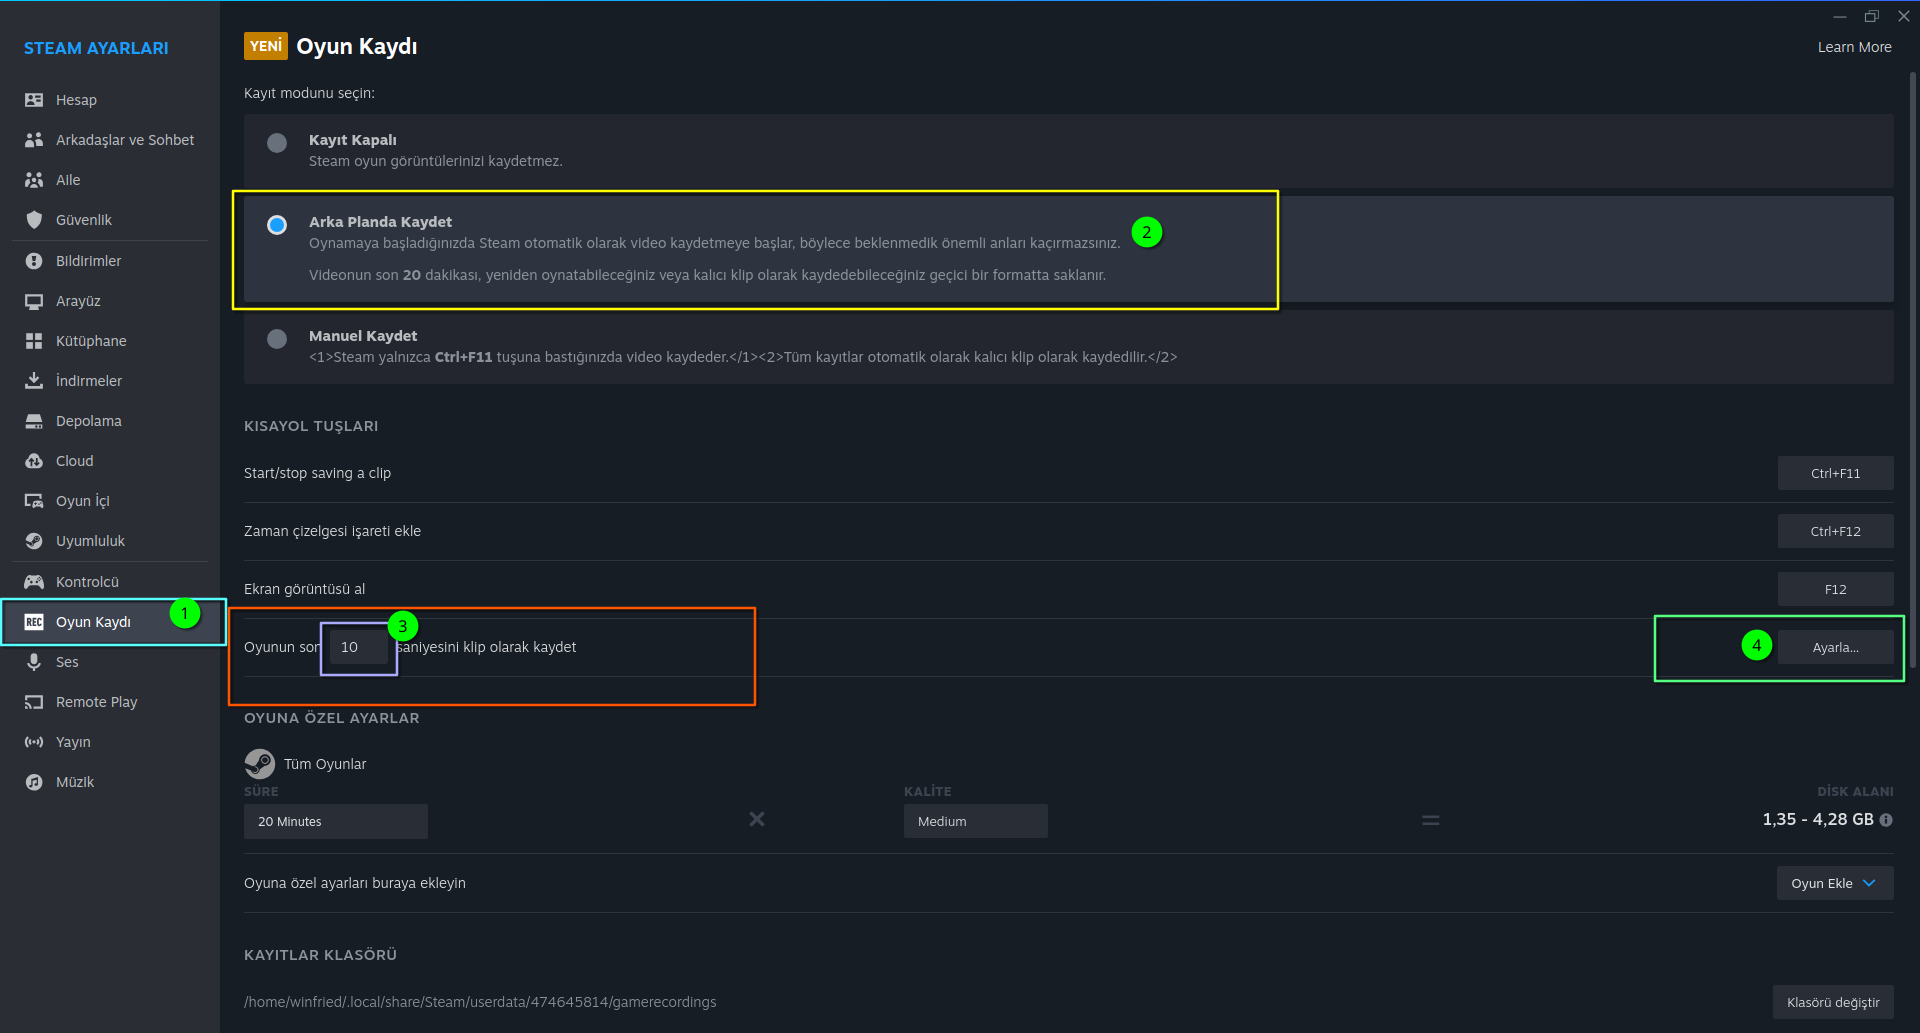 STEAM AYARLARI
Hesap
Arkadaşlar ve Sohbet
Aile
Güvenlik
Bildirimler
Arayüz
Kütüphane
İndirmeler
Depolama
Cloud
Oyun İçi
Uyumluluk
Kontrolcü
REC Oyun Kaydı 1
Ses
Remote Play
Yayın
Müzik
YENİ Oyun Kaydı
Learn More
Kayıt modunu seçin:
Kayıt Kapalı
Steam oyun görüntülerinizi kaydetmez.
Arka Planda Kaydet
Oynamaya başladığınızda Steam otomatik olarak video kaydetmeye başlar, böylece beklenmedik önemli anları kaçırmazsınız. 2
Videonun son 20 dakikası, yeniden oynatabileceğiniz veya kalıcı klip olarak kaydedebileceğiniz geçici bir formatta saklanır.
Manuel Kaydet
<1>Steam yalnızca Ctrl+F11 tuşuna bastığınızda video kaydeder.</1><2>Tüm kayıtlar otomatik olarak kalıcı klip olarak kaydedilir.</2>
KISAYOL TUŞLARI
Start/stop saving a clip Ctrl+F11
Zaman çizelgesi işareti ekle Ctrl+F12
Ekran görüntüsü al F12
3
Oyunun son 10 saniyesini klip olarak kaydet 4 Ayarla...
OYUNA ÖZEL AYARLAR
Tüm Oyunlar
SÜRE KALİTE DİSK ALANI
20 Minutes × Medium = 1,35 - 4,28 GB
Oyuna özel ayarları buraya ekleyin Oyun Ekle
KAYITLAR KLASÖRÜ
/home/winfried/.local/share/Steam/userdata/474645814/gamerecordings Klasörü değiştir